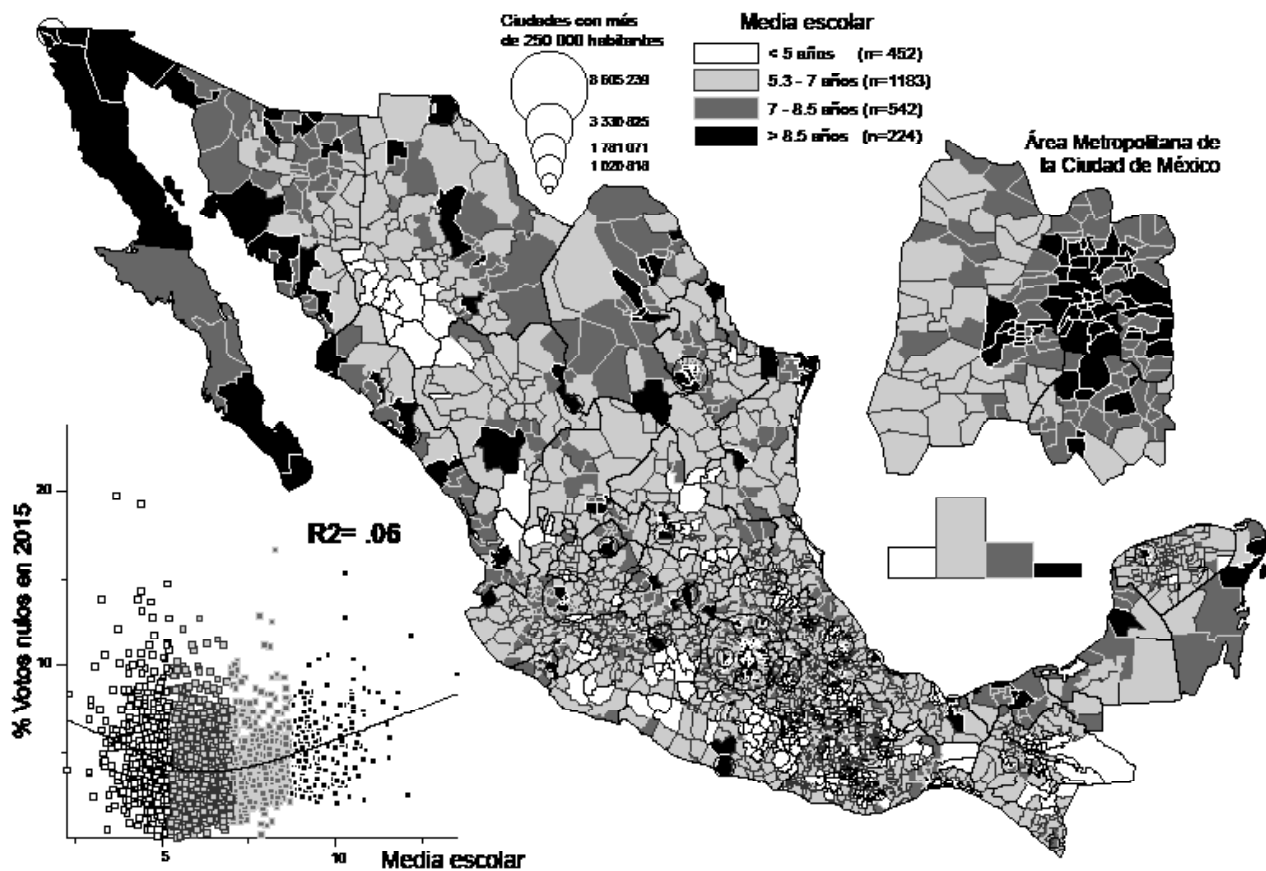 Ciudades con más
de 250 000 habitantes
8 605 239
3 330 825
1 781 071
1 020 818
Media escolar
< 5 años (n= 452)
5.3 - 7 años (n=1183)
7 - 8.5 años (n=542)
> 8.5 años (n=224)
Área Metropolitana de
la Ciudad de México
% Votos nulos en 2015
20
10
R2= .06
5
10
Media escolar